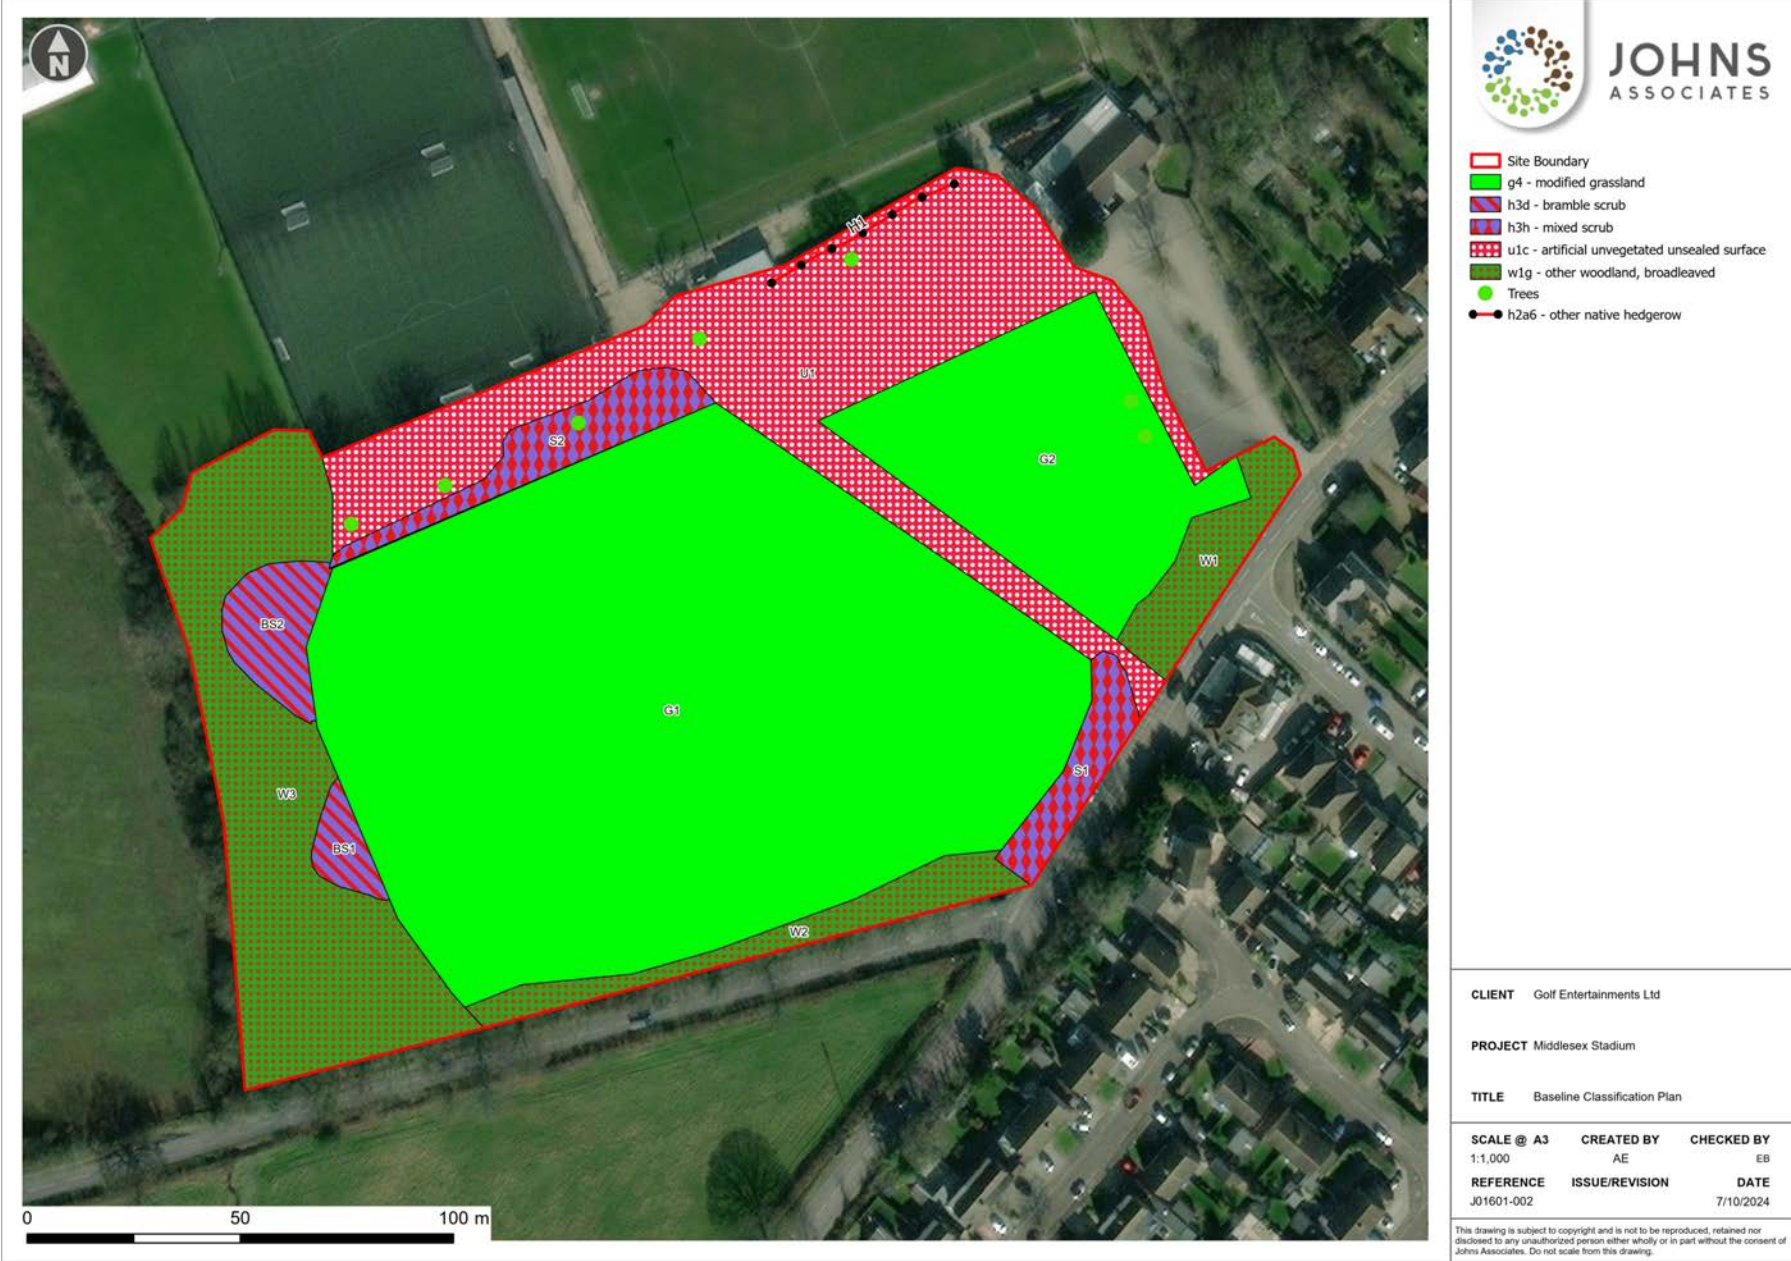 N
JOHNS
ASSOCIATES
Site Boundary
g4 - modified grassland
h3d - bramble scrub
h3h - mixed scrub
u1c - artificial unvegetated unsealed surface
w1g - other woodland, broadleaved
Trees
h2a6 - other native hedgerow
H1
U1
S2
G2
W1
BS2
G1
S1
W3
BS1
W2
0 50 100 m
CLIENT Golf Entertainments Ltd
PROJECT Middlesex Stadium
TITLE Baseline Classification Plan
SCALE @ A3 CREATED BY CHECKED BY
1:1,000 AE EB
REFERENCE ISSUE/REVISION DATE
J01601-002 7/10/2024
This drawing is subject to copyright and is not to be reproduced, retained nor
disclosed to any unauthorized person either wholly or in part without the consent of
Johns Associates. Do not scale from this drawing.